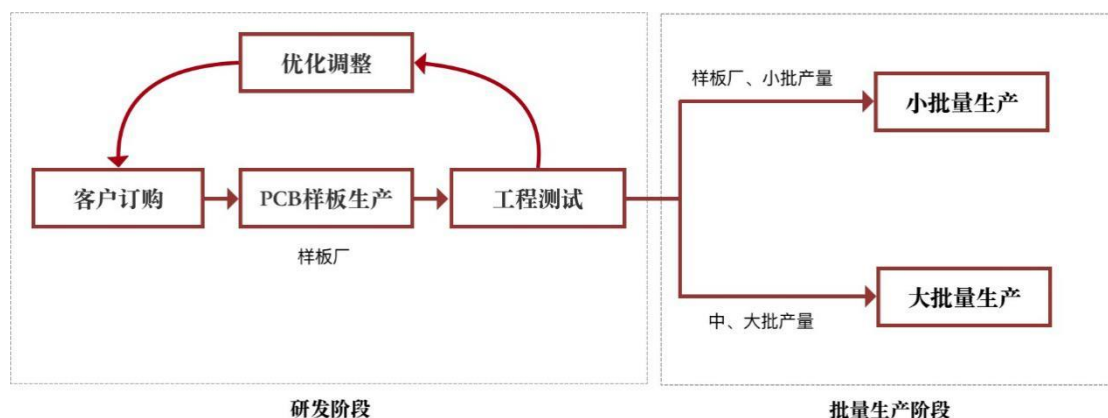 优化调整
样板厂、小批产量
小批量生产
客户订购
PCB样板生产
工程测试
样板厂
大批量生产
中、大批产量
研发阶段
批量生产阶段